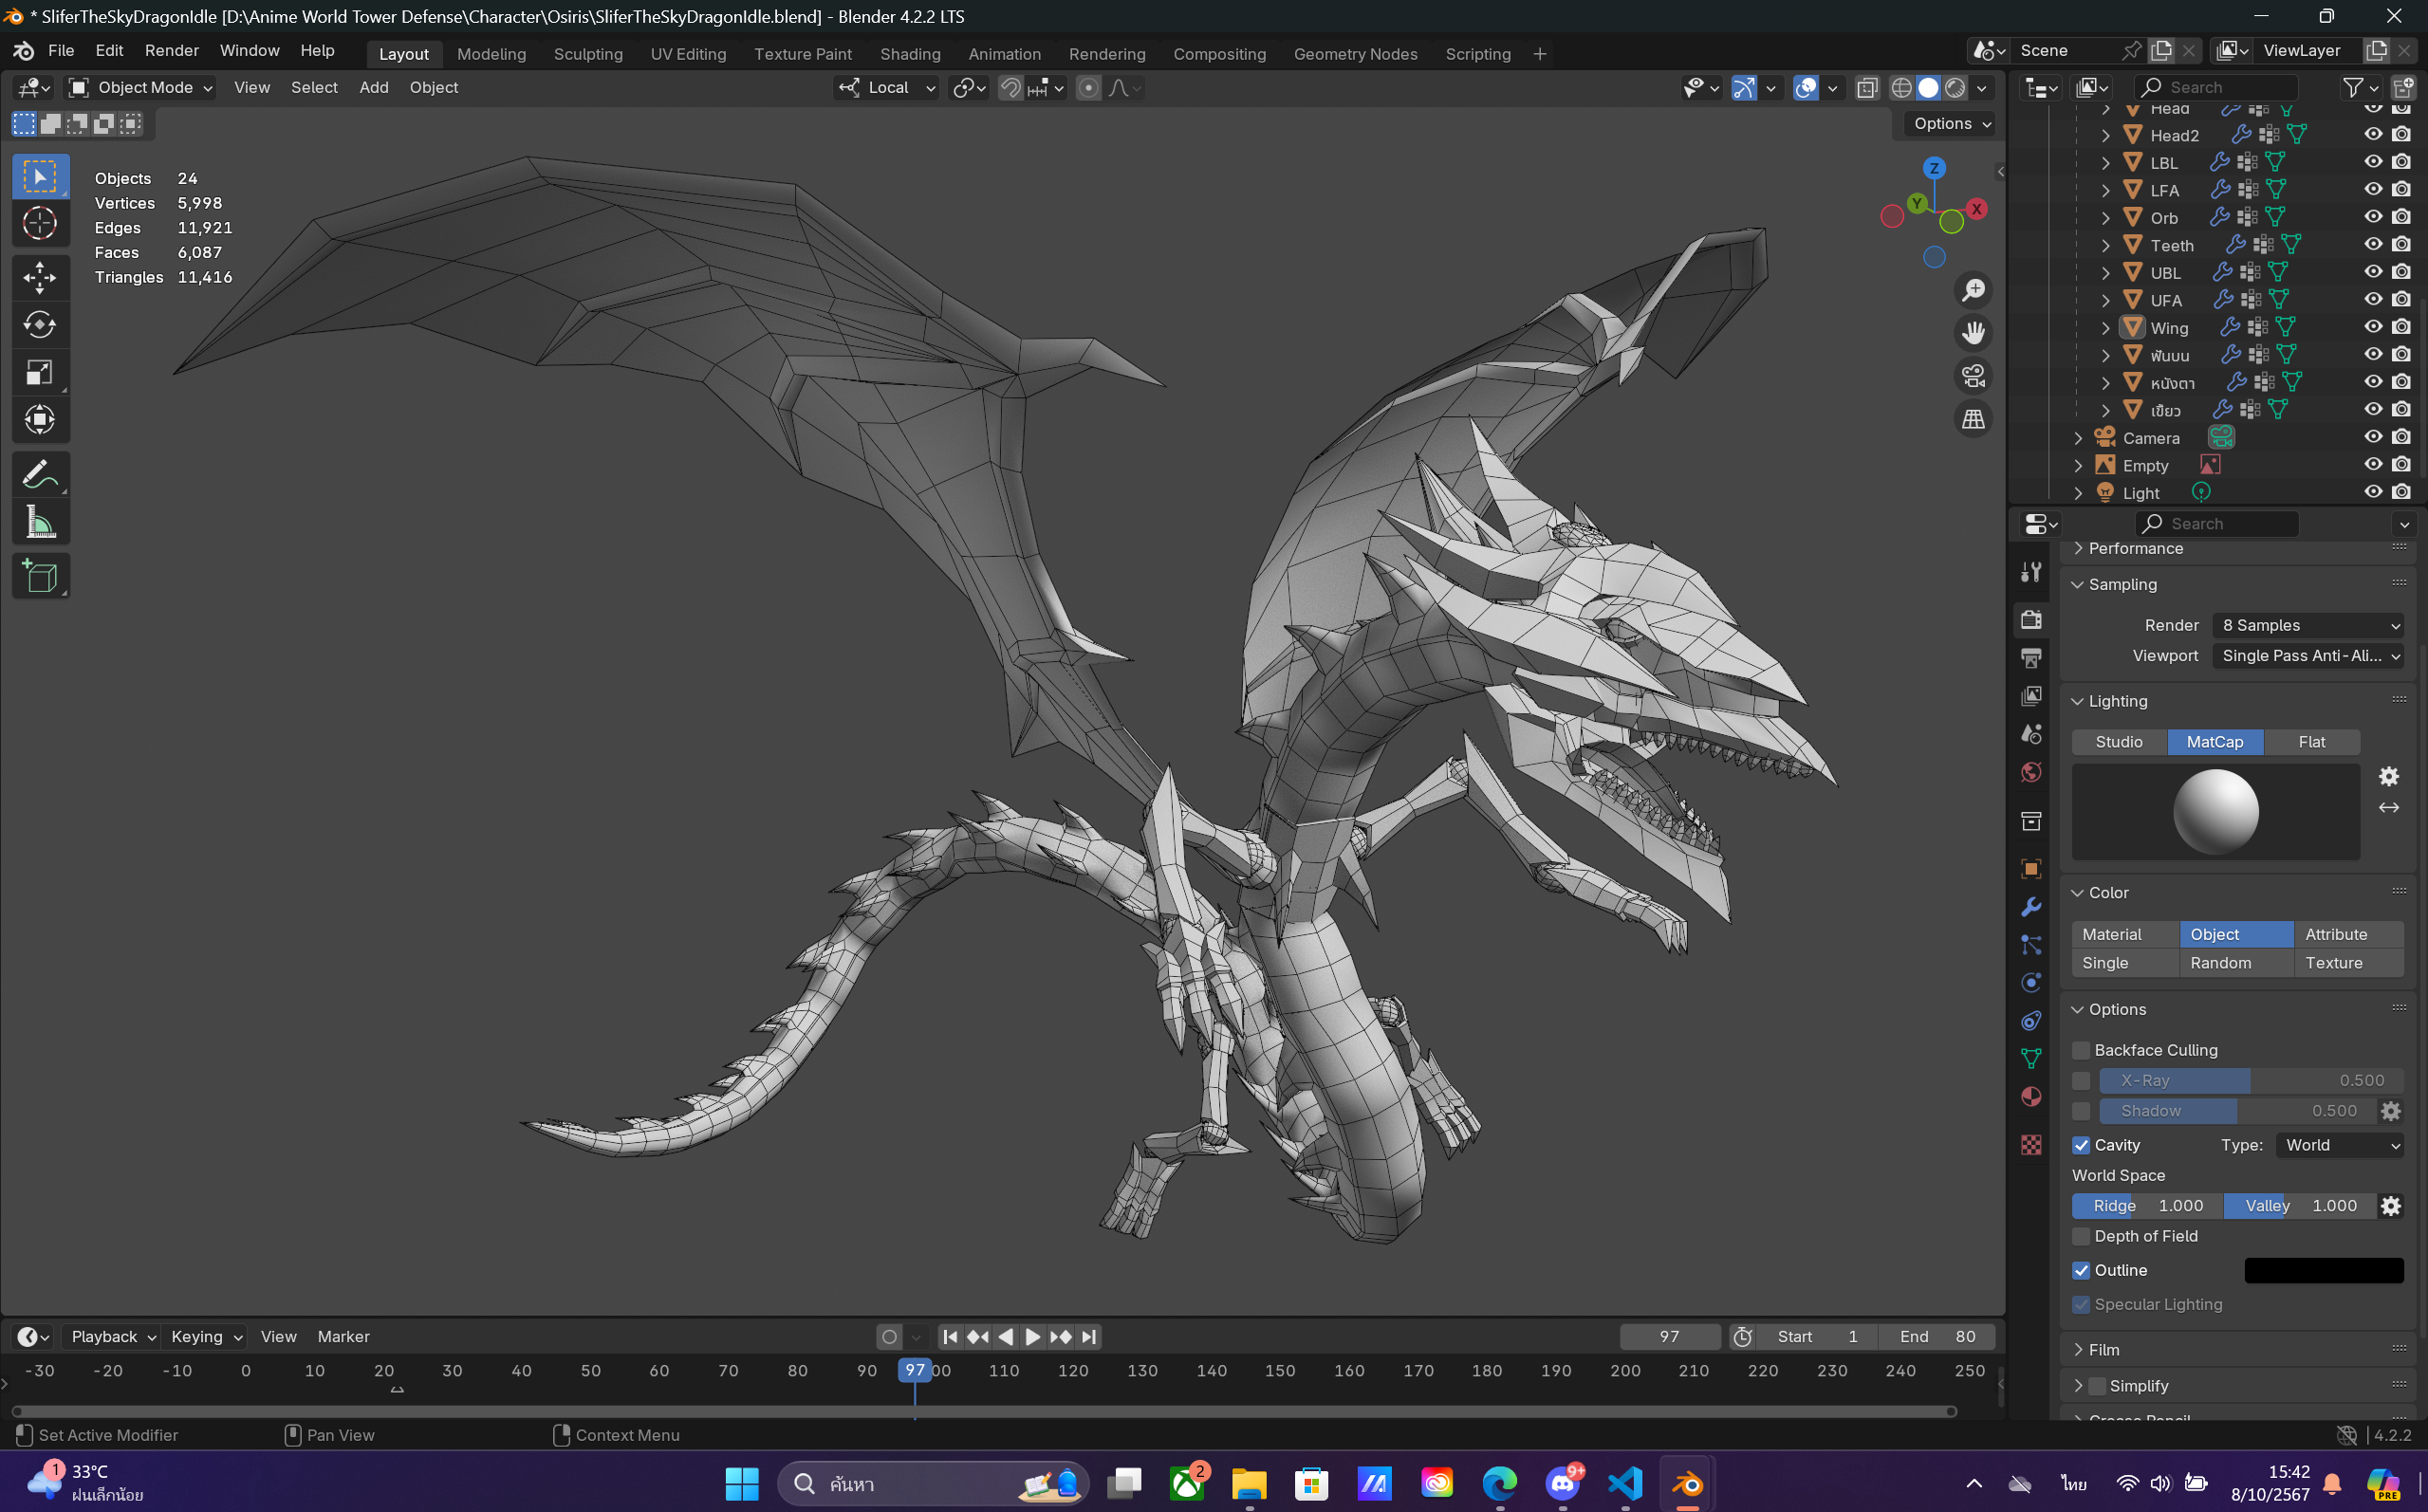 * SliferTheSkyDragonIdle [D:\Anime World Tower Defense\Character\Osiris\SliferTheSkyDragonIdle.blend] - Blender 4.2.2 LTS
File Edit Render Window Help Layout Modeling Sculpting UV Editing Texture Paint Shading Animation Rendering Compositing Geometry Nodes Scripting + Scene ViewLayer
Object Mode View Select Add Object Local Search
Options
Objects 24
Vertices 5,998
Edges 11,921
Faces 6,087
Triangles 11,416
Z
Y
X
Head
Head2
LBL
LFA
Orb
Teeth
UBL
UFA
Wing
ฟันบน
หนังตา
เขี้ยว
Camera
Empty
Light
Search
Performance
Sampling
Render 8 Samples
Viewport Single Pass Anti-Ali...
Lighting
Studio MatCap Flat
Color
Material Object Attribute
Single Random Texture
Options
Backface Culling
X-Ray 0.500
Shadow 0.500
Cavity Type: World
World Space
Ridge 1.000 Valley 1.000
Depth of Field
Outline
Specular Lighting
Film
Simplify
Playback Keying View Marker 97 Start 1 End 80
-30 -20 -10 0 10 20 30 40 50 60 70 80 90 97 00 110 120 130 140 150 160 170 180 190 200 210 220 230 240 250
Set Active Modifier Pan View Context Menu 4.2.2
1 33°C
ฝนเล็กน้อย
ค้นหา
2
9+
ไทย
15:42
8/10/2567
PRE